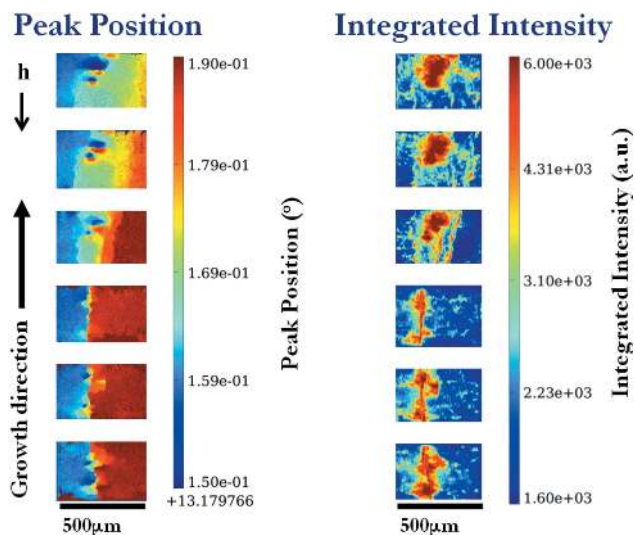 Peak Position
Integrated Intensity
h
Growth direction
1.90e-01
1.79e-01
1.69e-01
1.59e-01
1.50e-01
+13.179766
Peak Position (°)
500μm
6.00e+03
4.31e+03
3.10e+03
2.23e+03
1.60e+03
Integrated Intensity (a.u.)
500μm